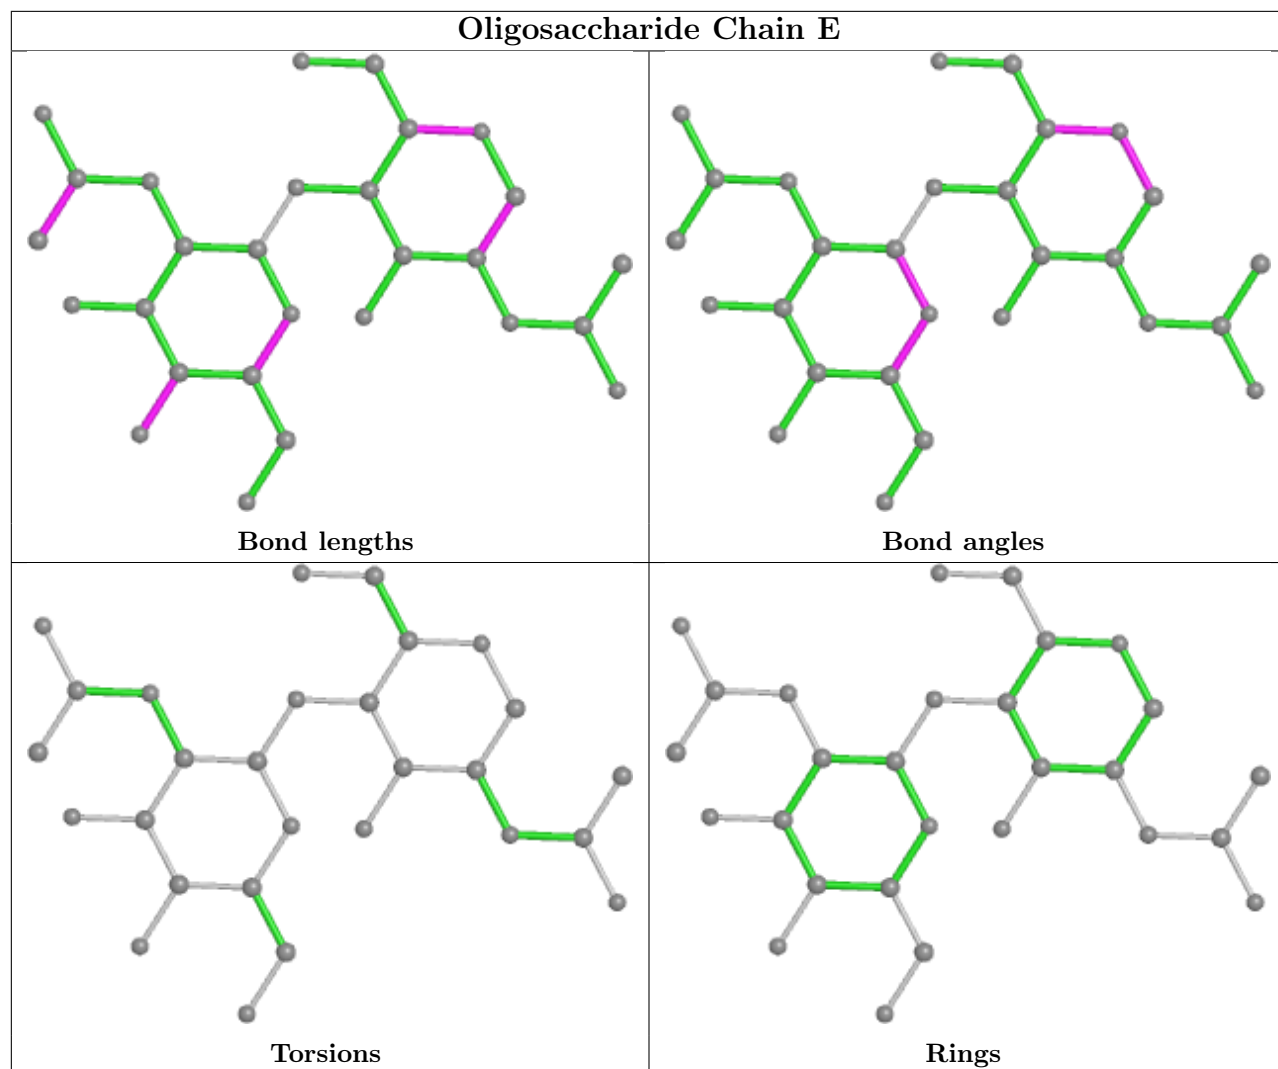 Oligosaccharide Chain E
Bond lengths
Bond angles
Torsions
Rings